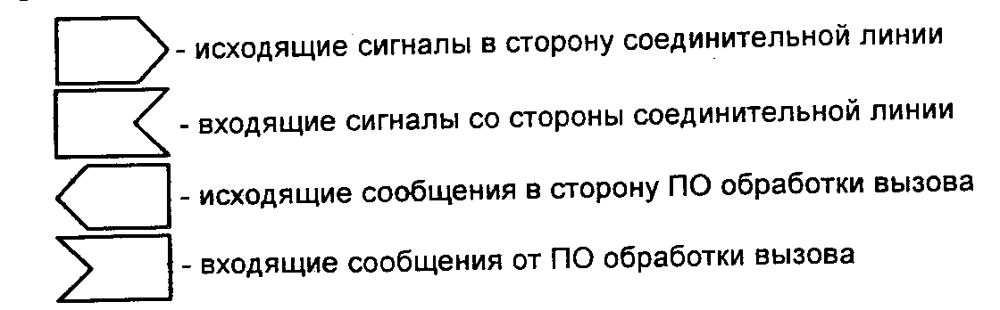 - исходящие сигналы в сторону соединительной линии
- входящие сигналы со стороны соединительной линии
- исходящие сообщения в сторону ПО обработки вызова
- входящие сообщения от ПО обработки вызова